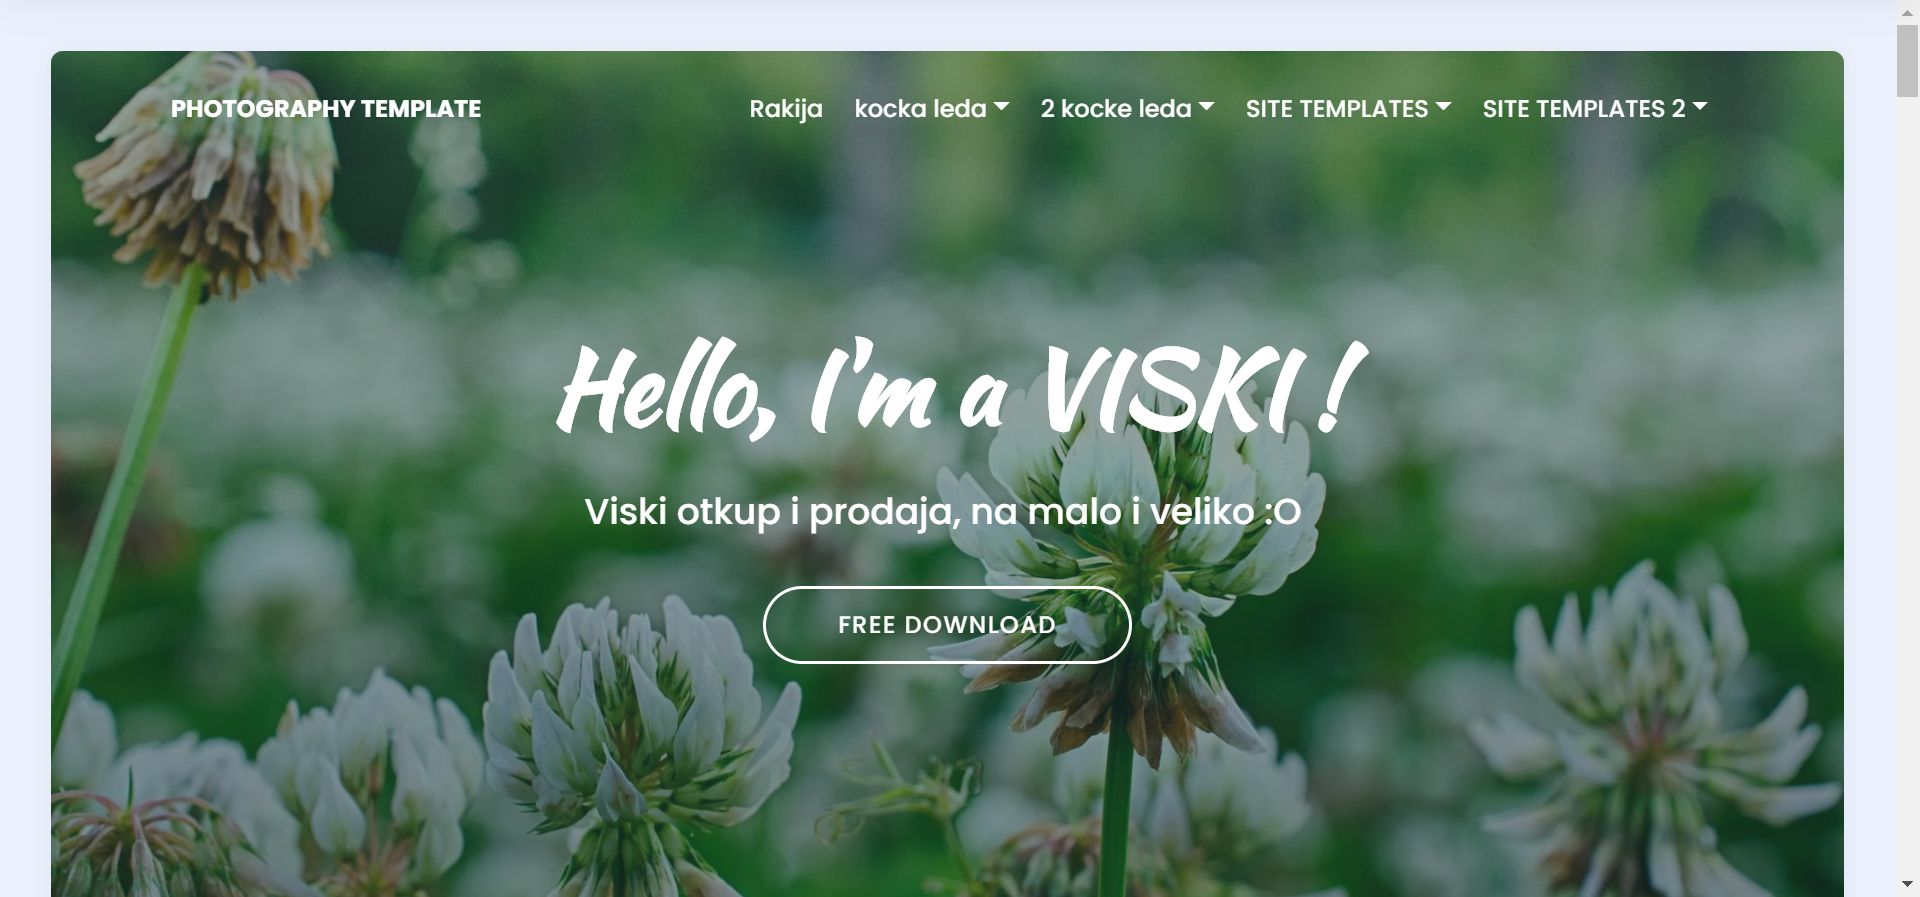 PHOTOGRAPHY TEMPLATE
Rakija kocka leda 2 kocke leda SITE TEMPLATES SITE TEMPLATES 2
Hello, I'm a VISKI !
Viski otkup i prodaja, na malo i veliko :O
FREE DOWNLOAD